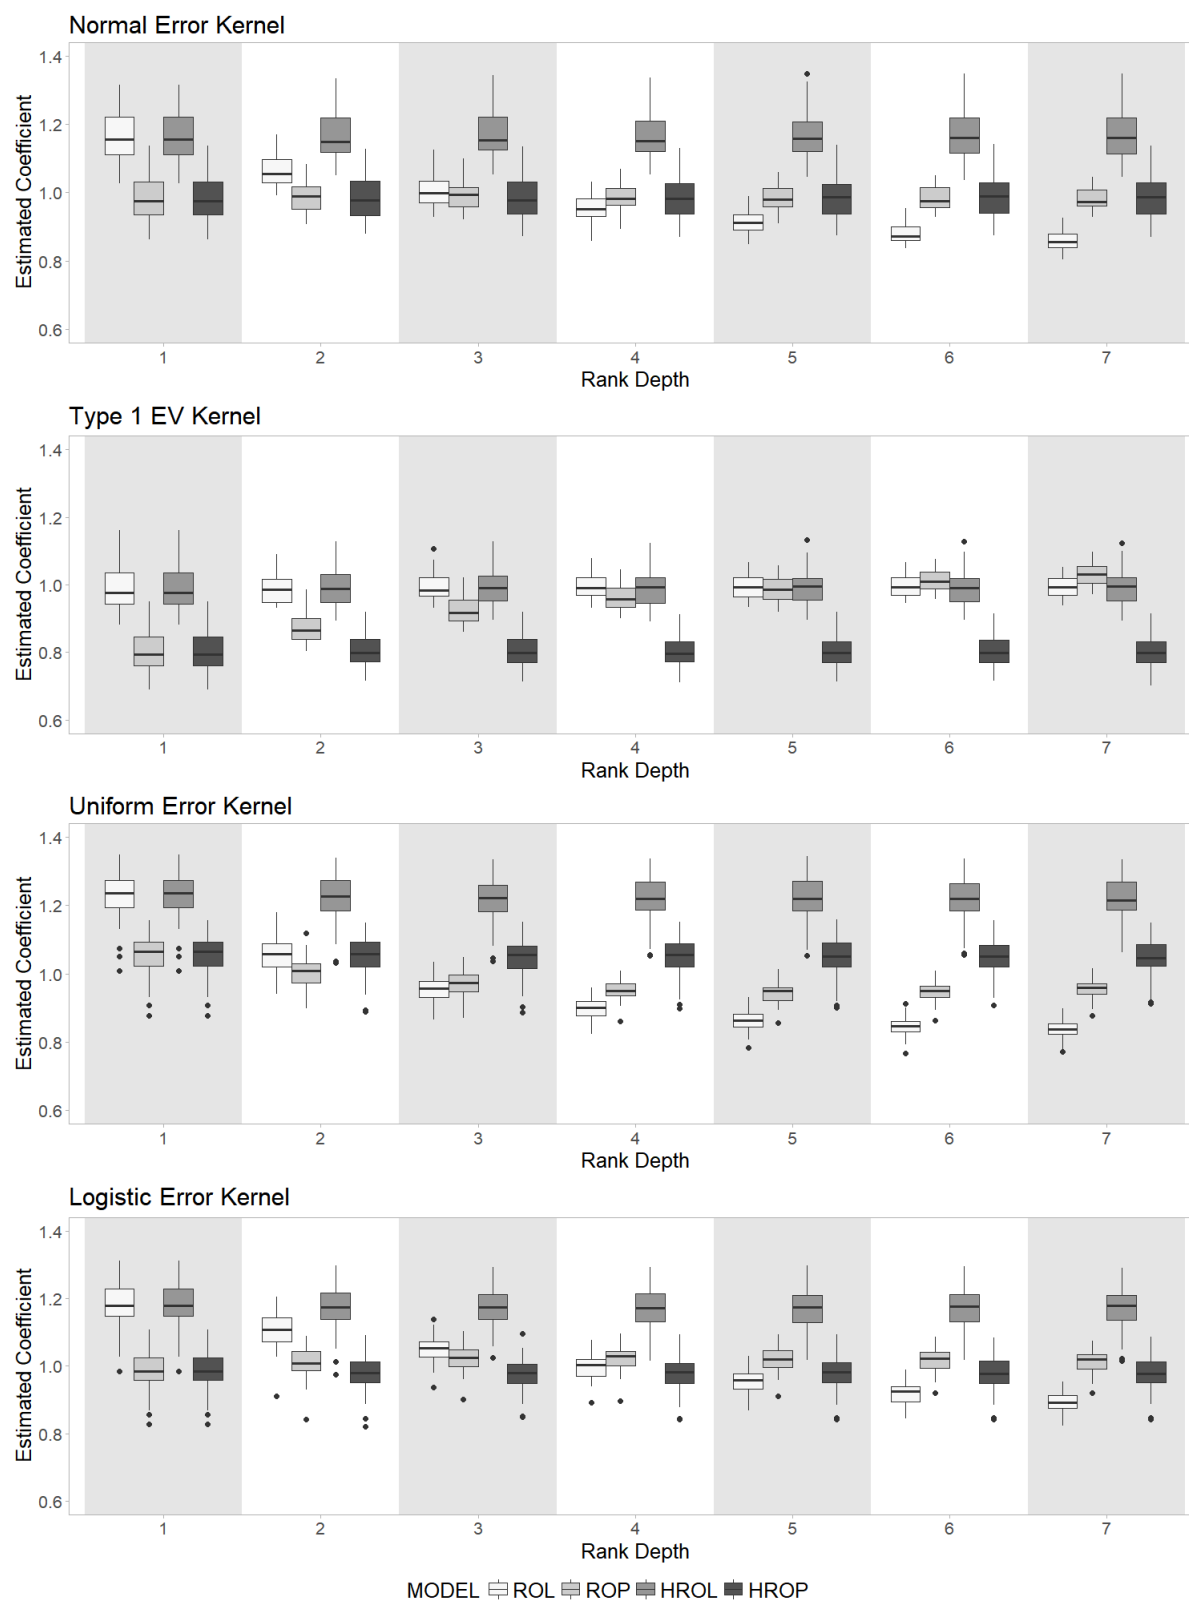 Normal Error Kernel
1.4
1.2
1.0
0.8
0.6
Estimated Coefficient
1 2 3 4 5 6 7
Rank Depth
Type 1 EV Kernel
1.4
1.2
1.0
0.8
0.6
Estimated Coefficient
1 2 3 4 5 6 7
Rank Depth
Uniform Error Kernel
1.4
1.2
1.0
0.8
0.6
Estimated Coefficient
1 2 3 4 5 6 7
Rank Depth
Logistic Error Kernel
1.4
1.2
1.0
0.8
0.6
Estimated Coefficient
1 2 3 4 5 6 7
Rank Depth
MODEL ROL ROP HROL HROP